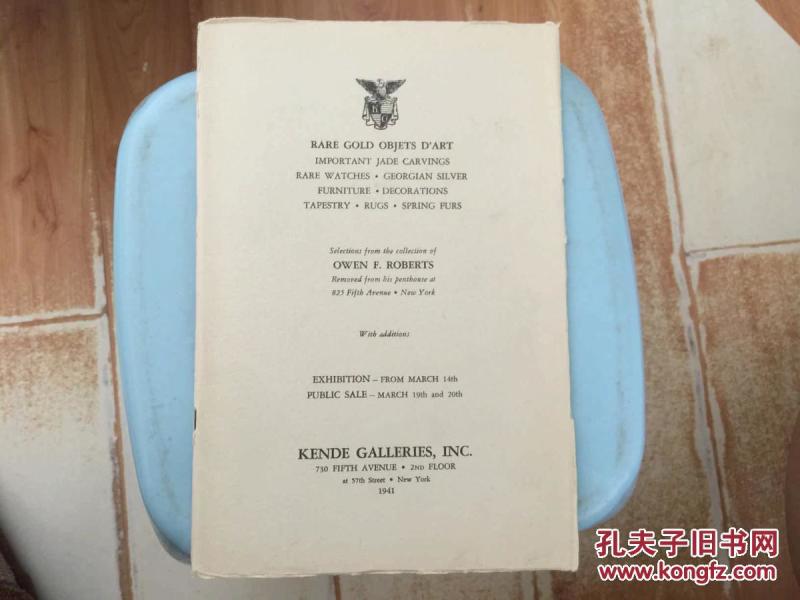 K G
RARE GOLD OBJETS D'ART
IMPORTANT JADE CARVINGS
RARE WATCHES • GEORGIAN SILVER
FURNITURE • DECORATIONS
TAPESTRY • RUGS • SPRING FURS
Selections from the collection of
OWEN F. ROBERTS
Removed from his penthouse at
825 Fifth Avenue • New York
With additions
EXHIBITION – FROM MARCH 14th
PUBLIC SALE – MARCH 19th and 20th
KENDE GALLERIES, INC.
730 FIFTH AVENUE • 2ND FLOOR
at 57th Street • New York
1941
孔夫子旧书网
www.kongfz.com